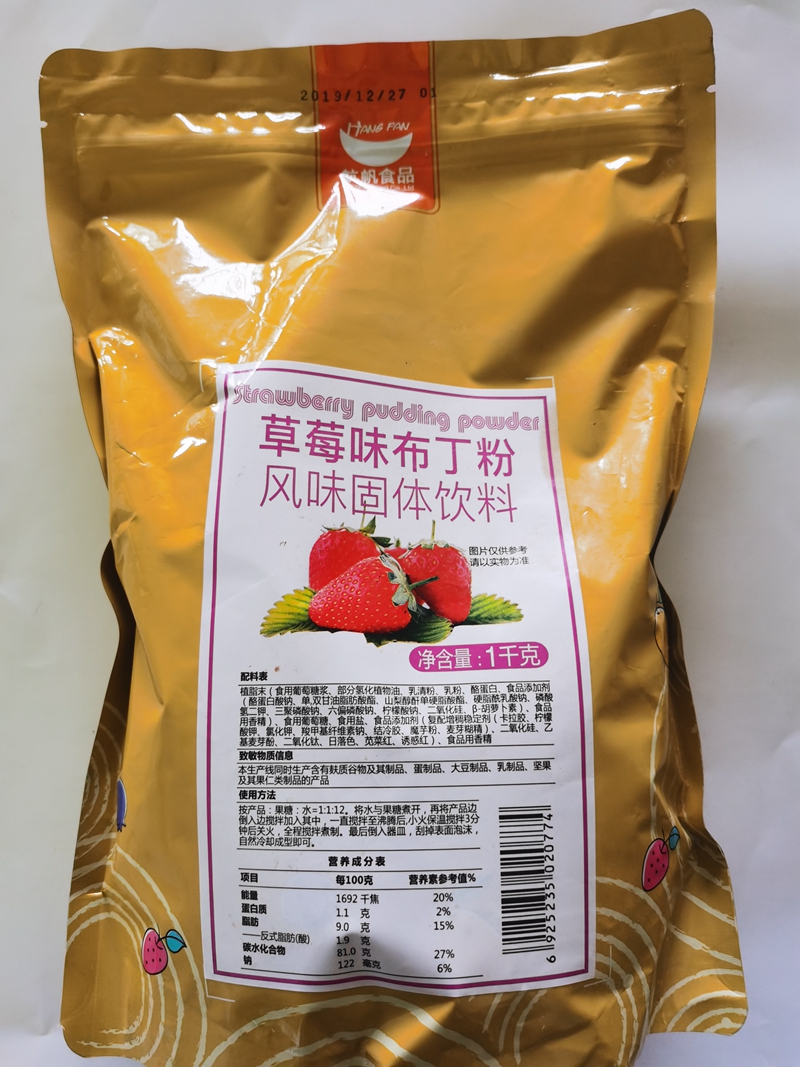 2019/12/27 01
HANG FAN
帆食品
Strawberry pudding powder
草莓味布丁粉
风味固体饮料
图片仅供参考
请以实物为准
净含量:1千克
配料表
植脂末(食用葡萄糖浆、部分氢化植物油、乳清粉、乳粉、酪蛋白、食品添加剂
(酪蛋白酸钠、单,双甘油脂肪酸酯、山梨醇酐单硬脂酸酯、硬脂酰乳酸钠、磷酸
氢二钾、三聚磷酸钠、六偏磷酸钠、柠檬酸钠、二氧化硅、β-胡萝卜素)、食品
用香精)、食用葡萄糖、食用盐、食品添加剂(复配增稠稳定剂(卡拉胶、柠檬
酸钾、氯化钾、羧甲基纤维素钠、结冷胶、魔芋粉、麦芽糊精)、二氧化硅、乙
基麦芽酚、二氧化钛、日落色、苋菜红、诱惑红)、食品用香精
致敏物质信息
本生产线同时生产含有麸质谷物及其制品、蛋制品、大豆制品、乳制品、坚果
及其果仁类制品的产品
使用方法
按产品:果糖:水=1:1:12。将水与果糖煮开,再将产品边
倒入边搅拌加入其中,一直搅拌至沸腾后,小火保温搅拌3分
钟后关火,全程搅拌煮制。最后倒入器皿,刮掉表面泡沫,
自然冷却成型即可。
营养成分表
项目 每100克 营养素参考值%
能量 1692 千焦 20%
蛋白质 1.1 克 2%
脂肪 9.0 克 15%
——反式脂肪(酸) 1.9 克
碳水化合物 81.0 克 27%
钠 122 毫克 6%
6 925235 020774